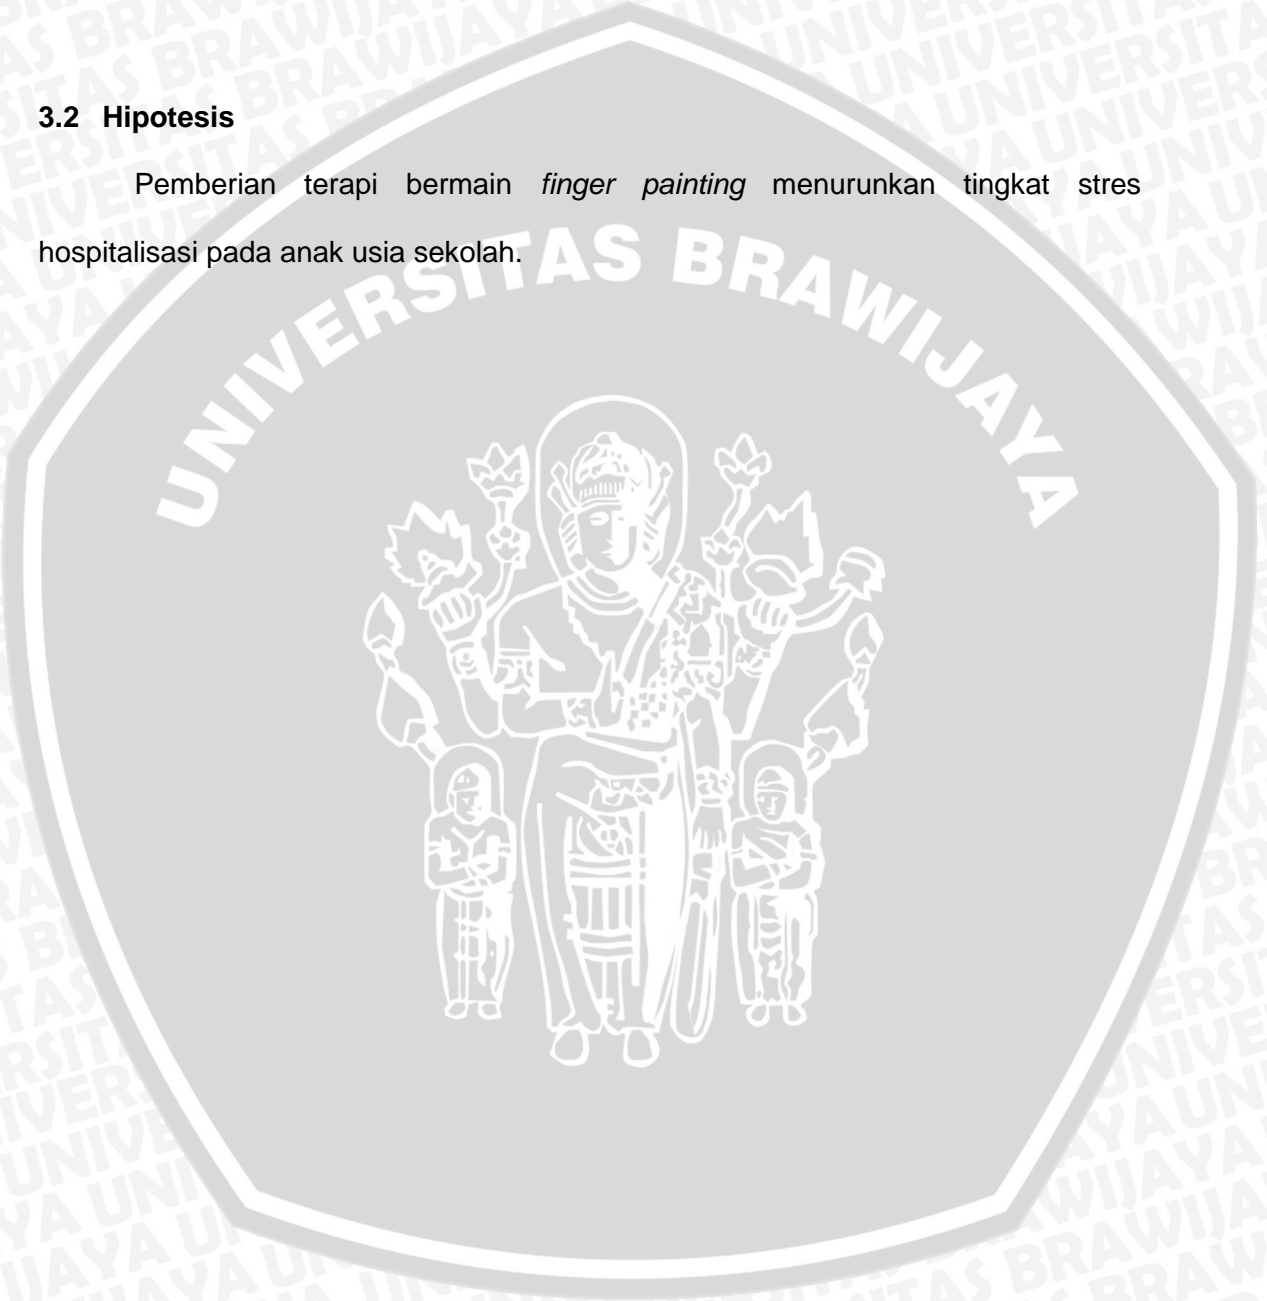 3.2 Hipotesis
Pemberian terapi bermain finger painting menurunkan tingkat stres
hospitalisasi pada anak usia sekolah.
UNIVERSITAS BRAWIJAYA